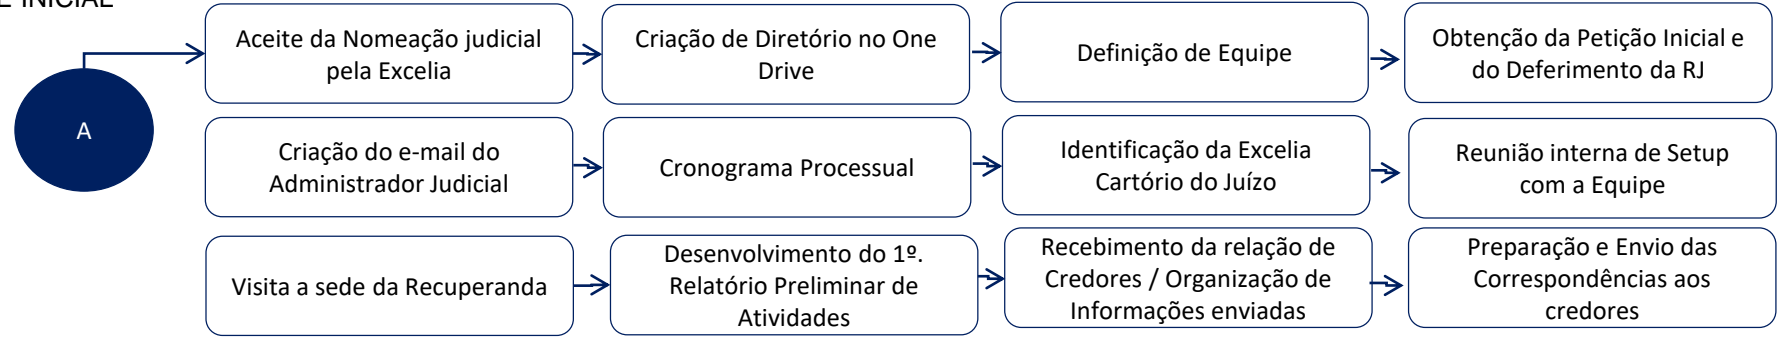 E INICIAL
A
Aceite da Nomeação judicial
pela Excelia
Criação de Diretório no One
Drive
Definição de Equipe
Obtenção da Petição Inicial e
do Deferimento da RJ
Criação do e-mail do
Administrador Judicial
Cronograma Processual
Identificação da Excelia
Cartório do Juízo
Reunião interna de Setup
com a Equipe
Visita a sede da Recuperanda
Desenvolvimento do 1º.
Relatório Preliminar de
Atividades
Recebimento da relação de
Credores / Organização de
Informações enviadas
Preparação e Envio das
Correspondências aos
credores